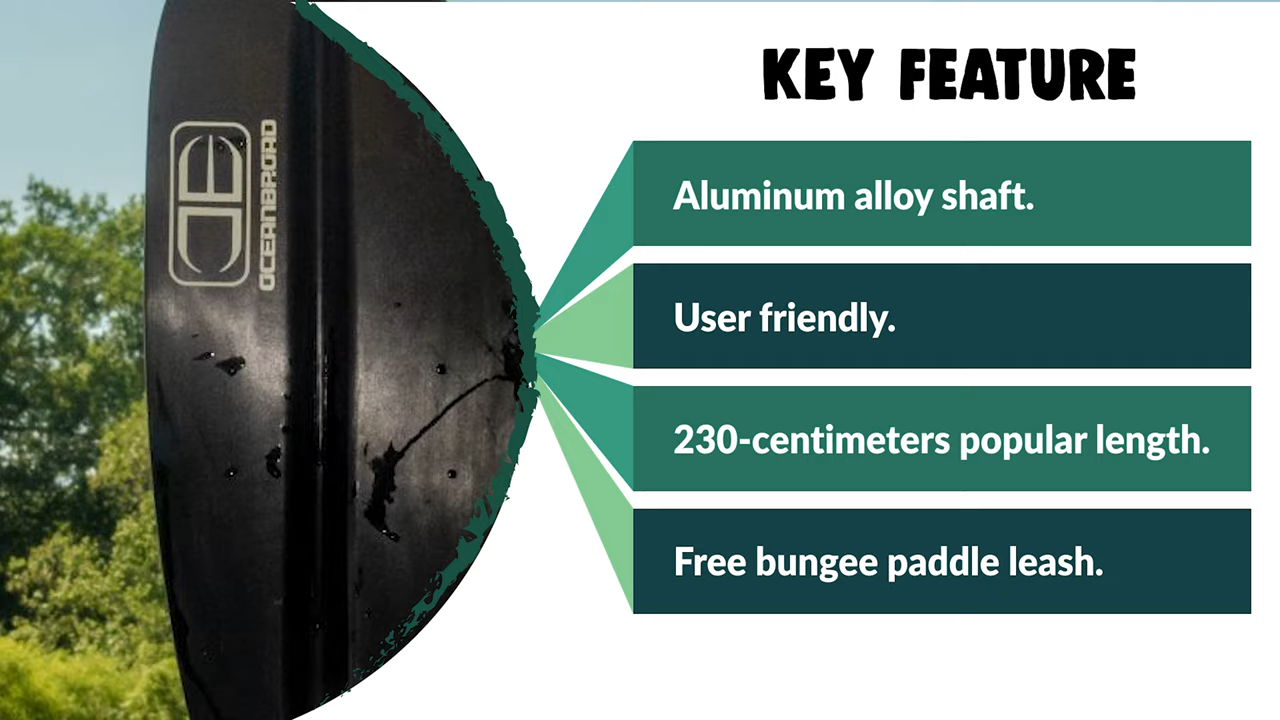 OCEANBROAD
KEY FEATURE
Aluminum alloy shaft.
User friendly.
230-centimeters popular length.
Free bungee paddle leash.